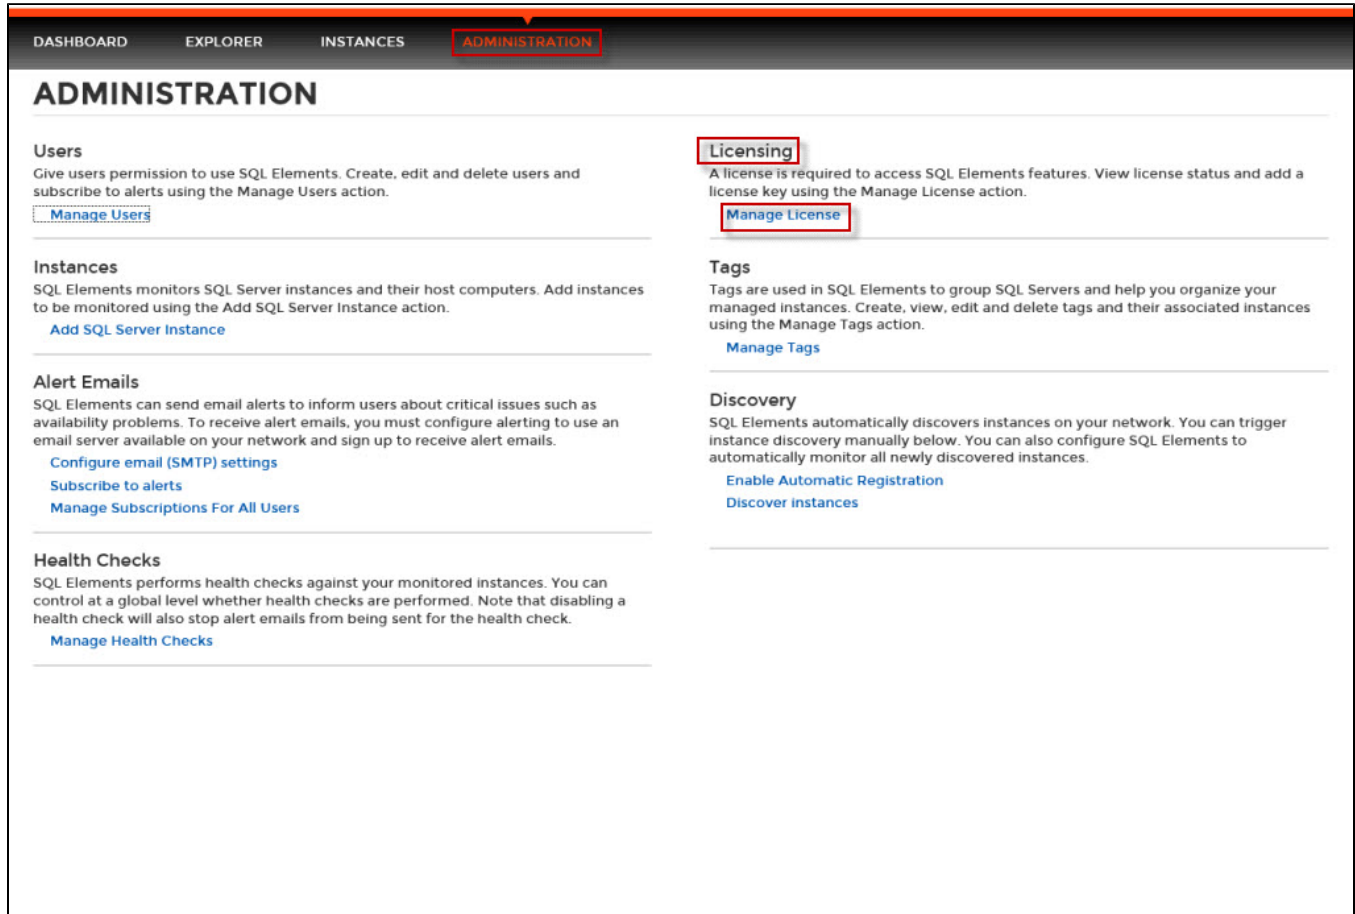 DASHBOARD EXPLORER INSTANCES ADMINISTRATION
ADMINISTRATION
Users
Give users permission to use SQL Elements. Create, edit and delete users and
subscribe to alerts using the Manage Users action.
Manage Users
Instances
SQL Elements monitors SQL Server instances and their host computers. Add instances
to be monitored using the Add SQL Server Instance action.
Add SQL Server Instance
Alert Emails
SQL Elements can send email alerts to inform users about critical issues such as
availability problems. To receive alert emails, you must configure alerting to use an
email server available on your network and sign up to receive alert emails.
Configure email (SMTP) settings
Subscribe to alerts
Manage Subscriptions For All Users
Health Checks
SQL Elements performs health checks against your monitored instances. You can
control at a global level whether health checks are performed. Note that disabling a
health check will also stop alert emails from being sent for the health check.
Manage Health Checks
Licensing
A license is required to access SQL Elements features. View license status and add a
license key using the Manage License action.
Manage License
Tags
Tags are used in SQL Elements to group SQL Servers and help you organize your
managed instances. Create, view, edit and delete tags and their associated instances
using the Manage Tags action.
Manage Tags
Discovery
SQL Elements automatically discovers instances on your network. You can trigger
instance discovery manually below. You can also configure SQL Elements to
automatically monitor all newly discovered instances.
Enable Automatic Registration
Discover instances